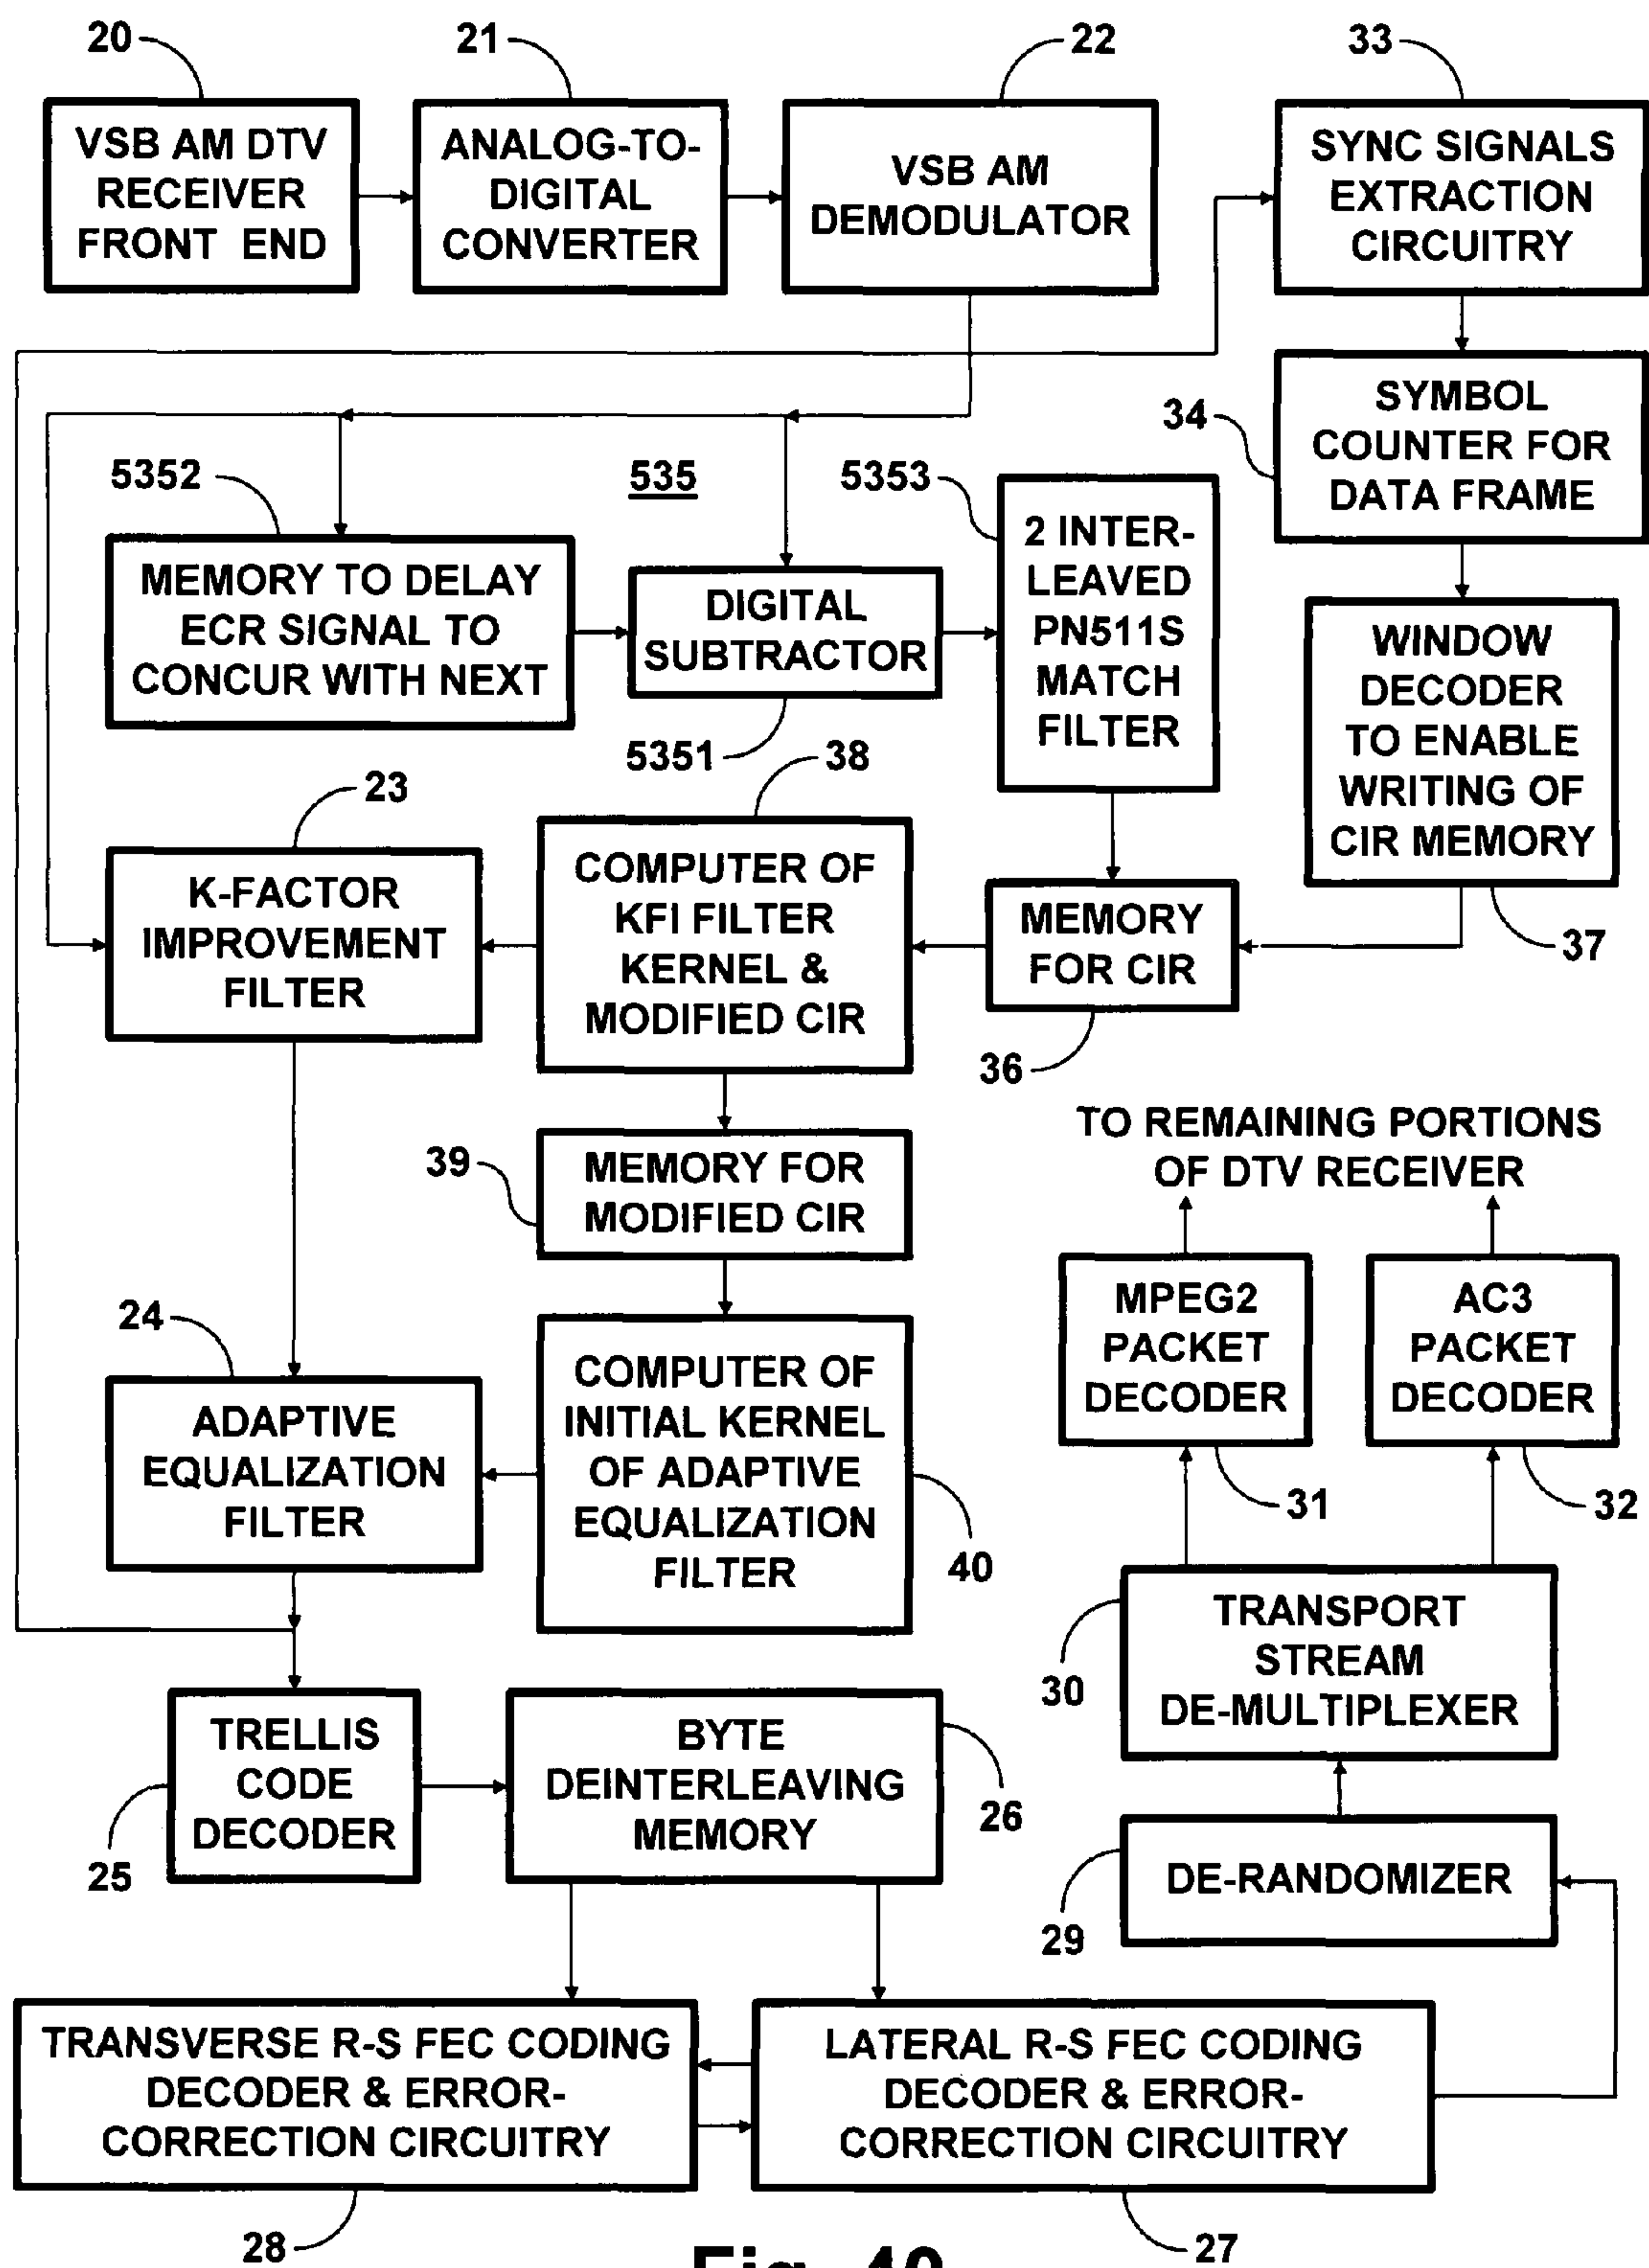 20
21
22
33
VSB AM DTV
RECEIVER
FRONT END
ANALOG-TO-
DIGITAL
CONVERTER
VSB AM
DEMODULATOR
SYNC SIGNALS
EXTRACTION
CIRCUITRY
34
SYMBOL
COUNTER FOR
DATA FRAME
5352
535
5353
MEMORY TO DELAY
ECR SIGNAL TO
CONCUR WITH NEXT
DIGITAL
SUBTRACTOR
5351
2 INTER-
LEAVED
PN511S
MATCH
FILTER
WINDOW
DECODER
TO ENABLE
WRITING OF
CIR MEMORY
37
23
38
K-FACTOR
IMPROVEMENT
FILTER
COMPUTER OF
KFI FILTER
KERNEL &
MODIFIED CIR
MEMORY
FOR CIR
36
39
MEMORY FOR
MODIFIED CIR
TO REMAINING PORTIONS
OF DTV RECEIVER
24
ADAPTIVE
EQUALIZATION
FILTER
COMPUTER OF
INITIAL KERNEL
OF ADAPTIVE
EQUALIZATION
FILTER
40
MPEG2
PACKET
DECODER
31
AC3
PACKET
DECODER
32
TRANSPORT
STREAM
DE-MULTIPLEXER
30
TRELLIS
CODE
DECODER
25
BYTE
DEINTERLEAVING
MEMORY
26
DE-RANDOMIZER
29
TRANSVERSE R-S FEC CODING
DECODER & ERROR-
CORRECTION CIRCUITRY
28
LATERAL R-S FEC CODING
DECODER & ERROR-
CORRECTION CIRCUITRY
27